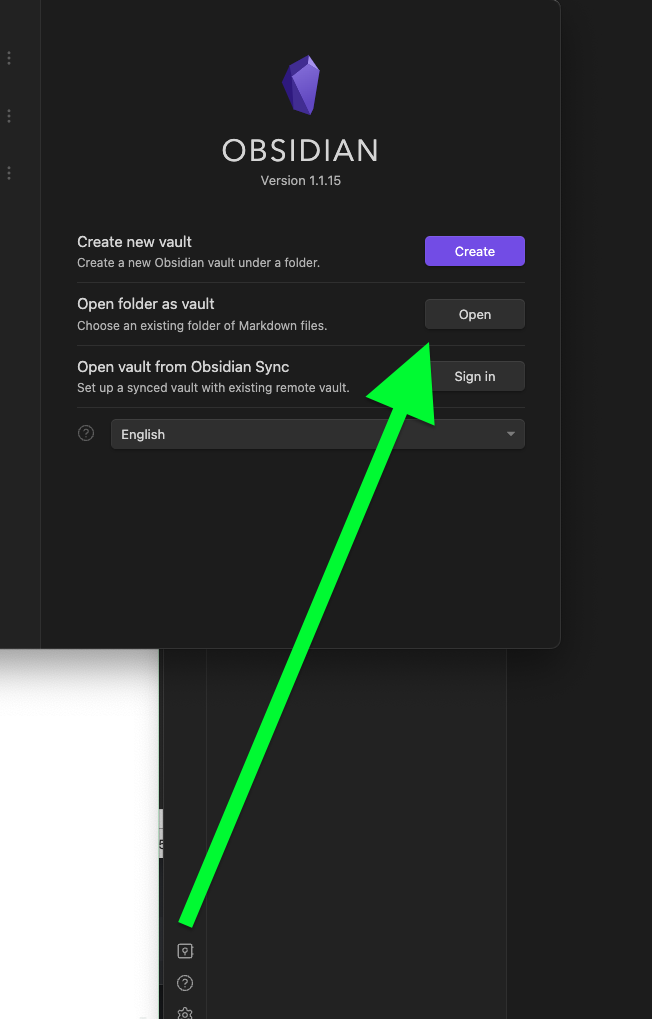 OBSIDIAN
Version 1.1.15
Create new vault
Create a new Obsidian vault under a folder.
Create
Open folder as vault
Choose an existing folder of Markdown files.
Open
Open vault from Obsidian Sync
Set up a synced vault with existing remote vault.
Sign in
?
English
5
?